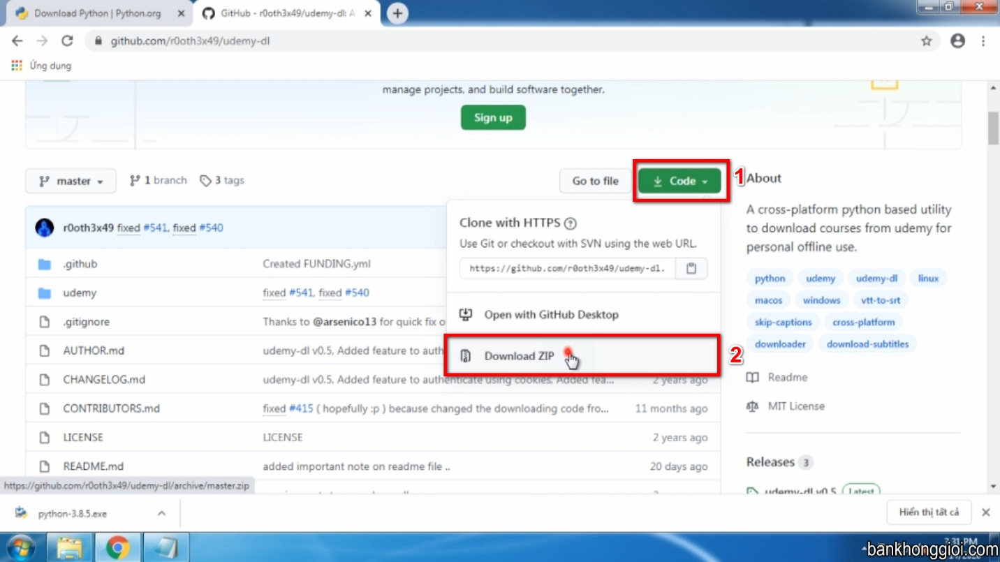 Download Python | Python.org
GitHub - r0oth3x49/udemy-dl: A
github.com/r0oth3x49/udemy-dl
Ứng dụng
manage projects, and build software together.
Sign up
master
1 branch
3 tags
Go to file
Code
1
About
A cross-platform python based utility
to download courses from udemy for
personal offline use.
r0oth3x49 fixed #541, fixed #540
Clone with HTTPS
Use Git or checkout with SVN using the web URL.
https://github.com/r0oth3x49/udemy-dl.
.github
Created FUNDING.yml
udemy
fixed #541, fixed #540
python udemy udemy-dl linux
macos windows vtt-to-srt
skip-captions cross-platform
downloader download-subtitles
Open with GitHub Desktop
.gitignore
Thanks to @arsenico13 for quick fix o
Download ZIP
2
AUTHOR.md
udemy-dl v0.5, Added feature to auth
CHANGELOG.md
udemy-dl v0.5, Added feature to authenticate using cookies, Added fea...
2 years ago
Readme
CONTRIBUTORS.md
fixed #415 ( hopefully :p ) because changed the downloading code fro...
11 months ago
MIT License
LICENSE
LICENSE
2 years ago
README.md
added important note on readme file ..
20 days ago
Releases 3
https://github.com/r0oth3x49/udemy-dl/archive/master.zip
udemy-dl v0.5 Latest
python-3.8.5.exe
Hiển thị tất cả
bankhonggioi.com